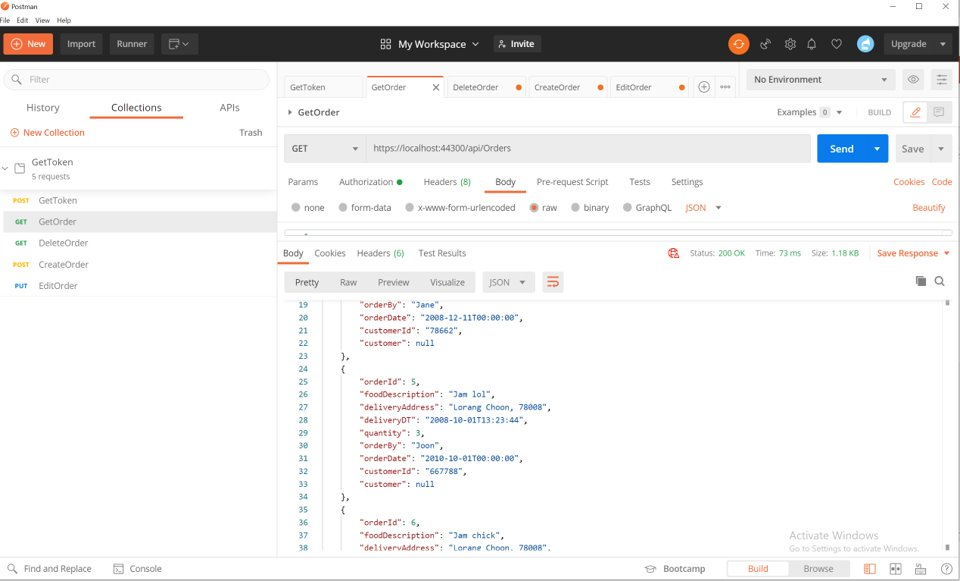 Postman
File Edit View Help
New Import Runner My Workspace Invite Upgrade
Filter
History Collections APIs
New Collection Trash
GetToken
5 requests
POST GetToken
GET GetOrder
GET DeleteOrder
POST CreateOrder
PUT EditOrder
GetToken GetOrder DeleteOrder CreateOrder EditOrder No Environment
GetOrder Examples 0 BUILD
GET https://localhost:44300/api/Orders Send Save
Params Authorization Headers (8) Body Pre-request Script Tests Settings Cookies Code
none form-data x-www-form-urlencoded raw binary GraphQL JSON Beautify
Body Cookies Headers (6) Test Results Status: 200 OK Time: 73 ms Size: 1.18 KB Save Response
Pretty Raw Preview Visualize JSON
19 "orderBy": "Jane",
20 "orderDate": "2008-12-11T00:00:00",
21 "customerId": "78662",
22 "customer": null
23 },
24 {
25 "orderId": 5,
26 "foodDescription": "Jam lol",
27 "deliveryAddress": "Lorang Choon, 78008",
28 "deliveryDT": "2008-10-01T13:23:44",
29 "quantity": 3,
30 "orderBy": "Joon",
31 "orderDate": "2010-10-01T00:00:00",
32 "customerId": "667788",
33 "customer": null
34 },
35 {
36 "orderId": 6,
37 "foodDescription": "Jam chick",
38 "deliveryAddress": "Lorang Choon, 78008",
Activate Windows
Go to Settings to activate Windows.
Find and Replace Console Bootcamp Build Browse